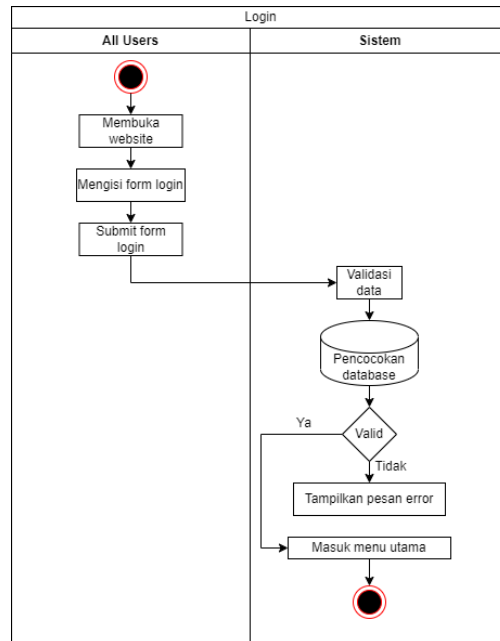 Login
All Users
Sistem
Membuka
website
Mengisi form login
Submit form
login
Validasi
data
Pencocokan
database
Valid
Ya
Tidak
Tampilkan pesan error
Masuk menu utama